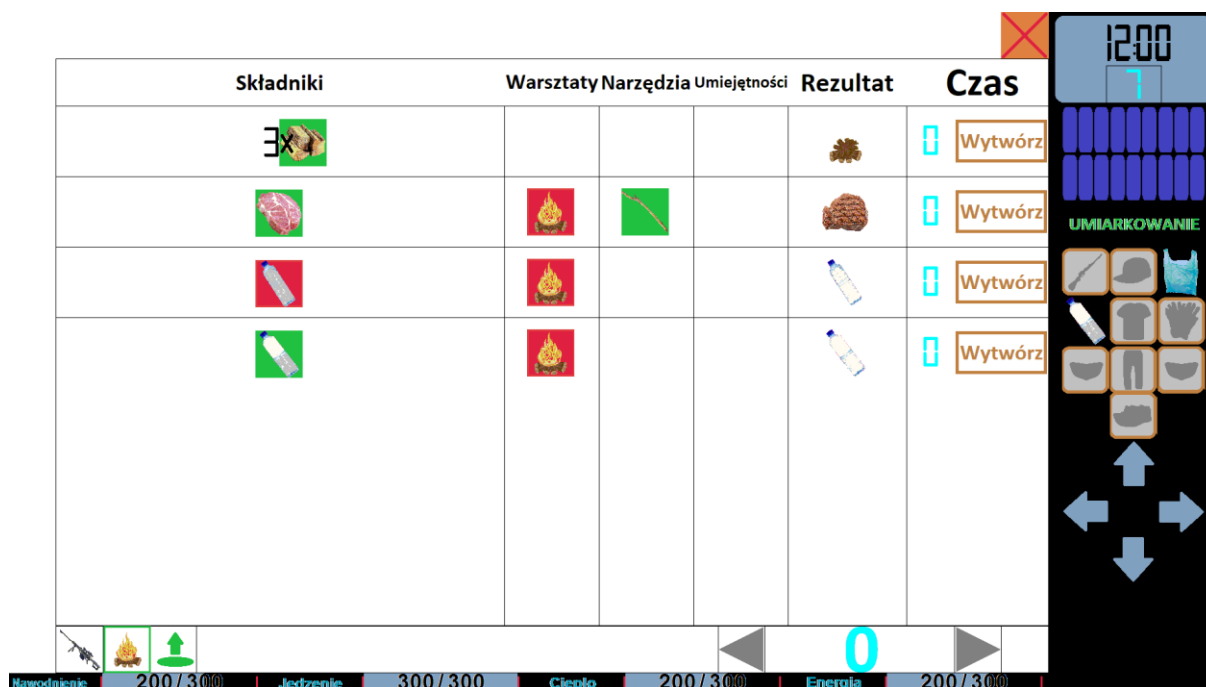 12:00
7
Składniki Warsztaty Narzędzia Umiejętności Rezultat Czas
3x 0 Wytwórz
0 Wytwórz
UMIARKOWANIE
0 Wytwórz
0 Wytwórz
0
Nawodnienie 200/300 Jedzenie 300/300 Ciepło 200/300 Energia 200/300